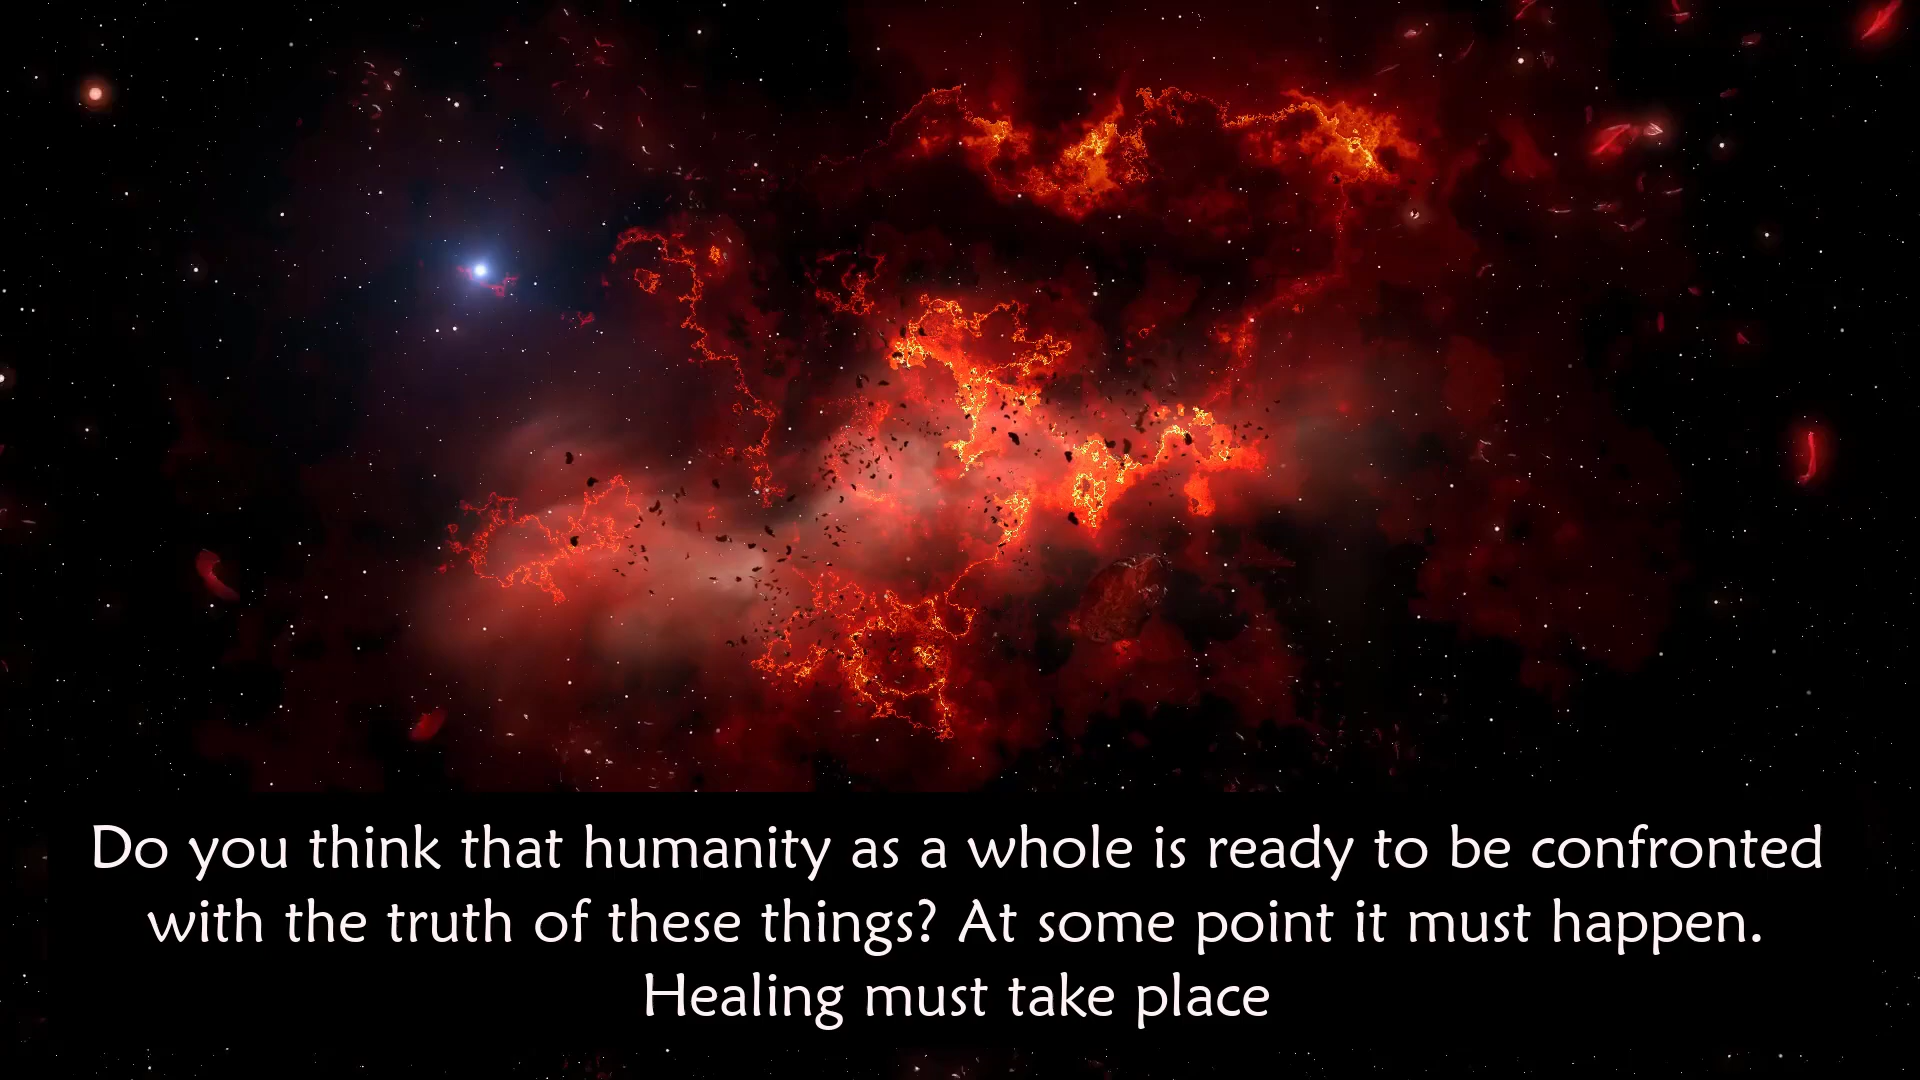 Do you think that humanity as a whole is ready to be confronted
with the truth of these things? At some point it must happen.
Healing must take place